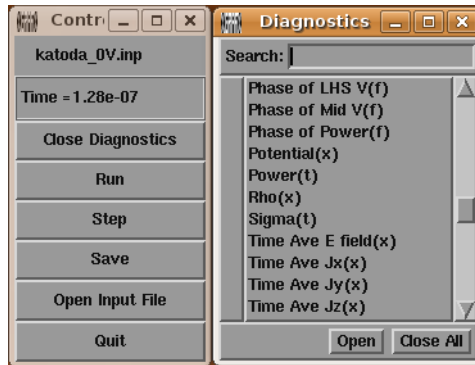 Contr
katoda_0V.inp
Time =1.28e-07
Close Diagnostics
Run
Step
Save
Open Input File
Quit
Diagnostics
Search:
Phase of LHS V(f)
Phase of Mid V(f)
Phase of Power(f)
Potential(x)
Power(t)
Rho(x)
Sigma(t)
Time Ave E field(x)
Time Ave Jx(x)
Time Ave Jy(x)
Time Ave Jz(x)
Open Close All